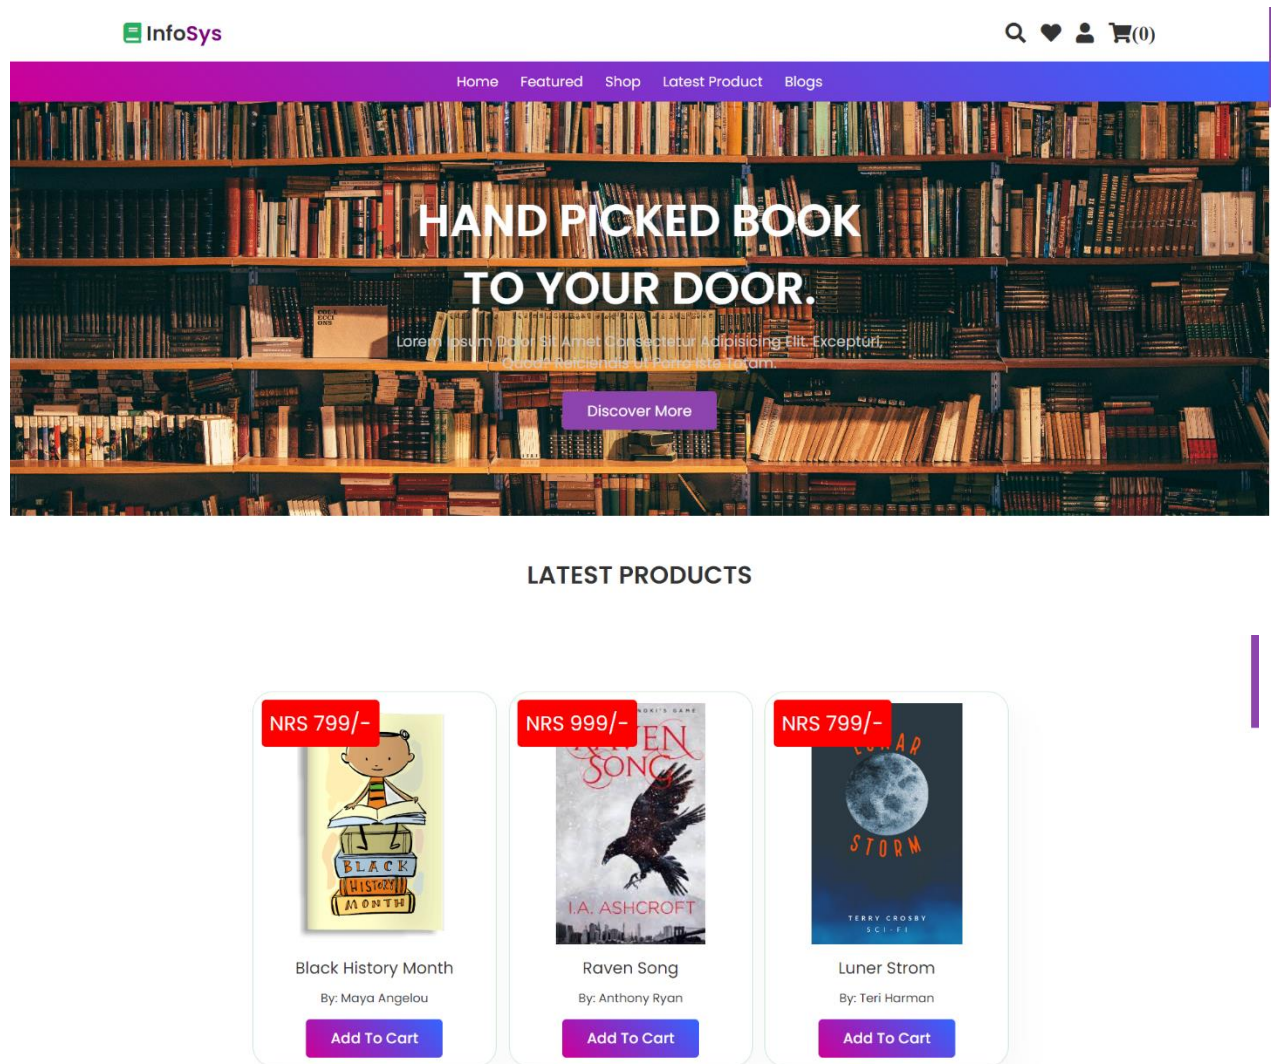 InfoSys
(0)
Home Featured Shop Latest Product Blogs
HAND PICKED BOOK
TO YOUR DOOR.
Lorem Ipsum Dolor Sit Amet Consectetur Adipisicing Elit. Excepturi,
Quod? Reiciendis Ut Porro Iste Totam.
Discover More
LATEST PRODUCTS
NRS 799/-
BLACK
HISTORY
MONTH
Black History Month
By: Maya Angelou
Add To Cart
NRS 999/-
RAVEN
SONG
I.A. ASHCROFT
Raven Song
By: Anthony Ryan
Add To Cart
NRS 799/-
LUNAR
STORM
TERRY CROSBY
SCI-FI
Luner Strom
By: Teri Harman
Add To Cart